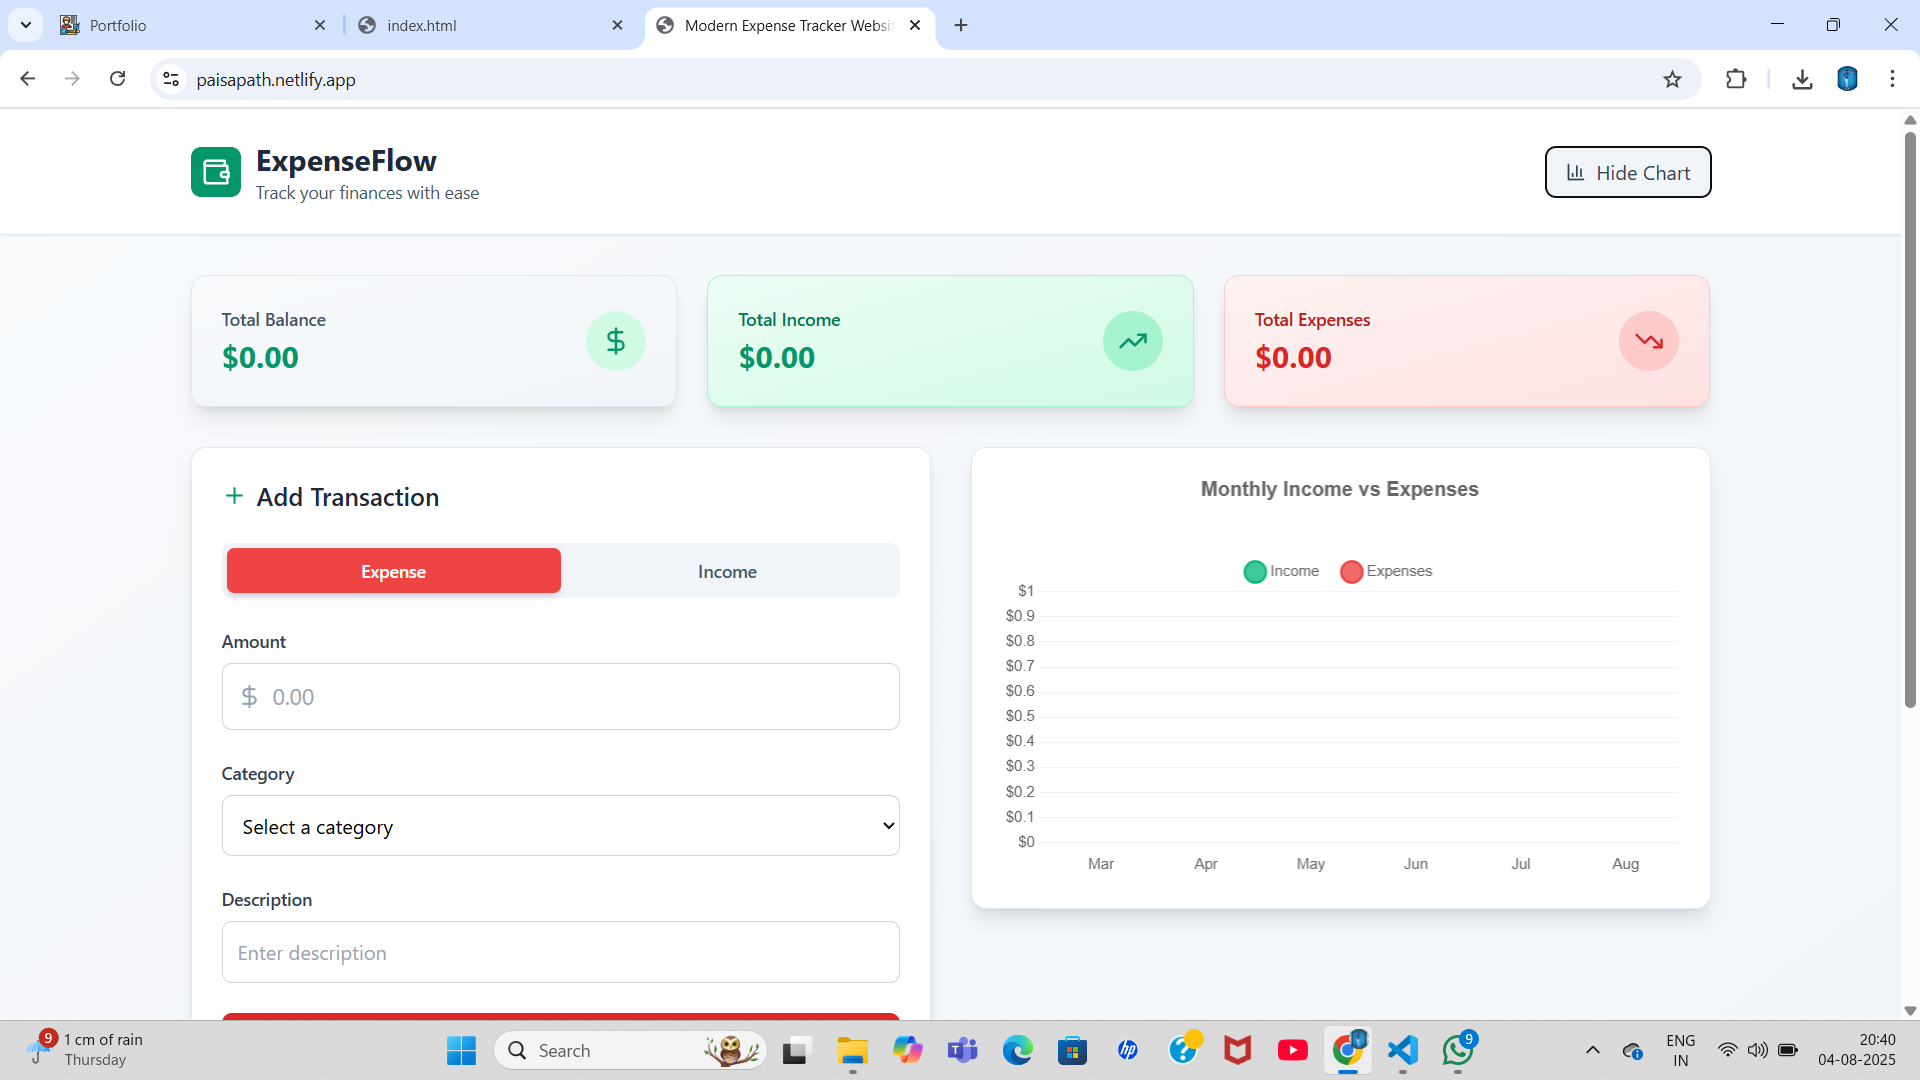 Portfolio
index.html
Modern Expense Tracker Websi
paisapath.netlify.app
ExpenseFlow
Track your finances with ease
Hide Chart
Total Balance
$0.00
Total Income
$0.00
Total Expenses
$0.00
Add Transaction
Expense
Income
Amount
$ 0.00
Category
Select a category
Description
Enter description
Monthly Income vs Expenses
Income
Expenses
$1
$0.9
$0.8
$0.7
$0.6
$0.5
$0.4
$0.3
$0.2
$0.1
$0
Mar Apr May Jun Jul Aug
9
1 cm of rain
Thursday
Search
hp
9
ENG
IN
20:40
04-08-2025